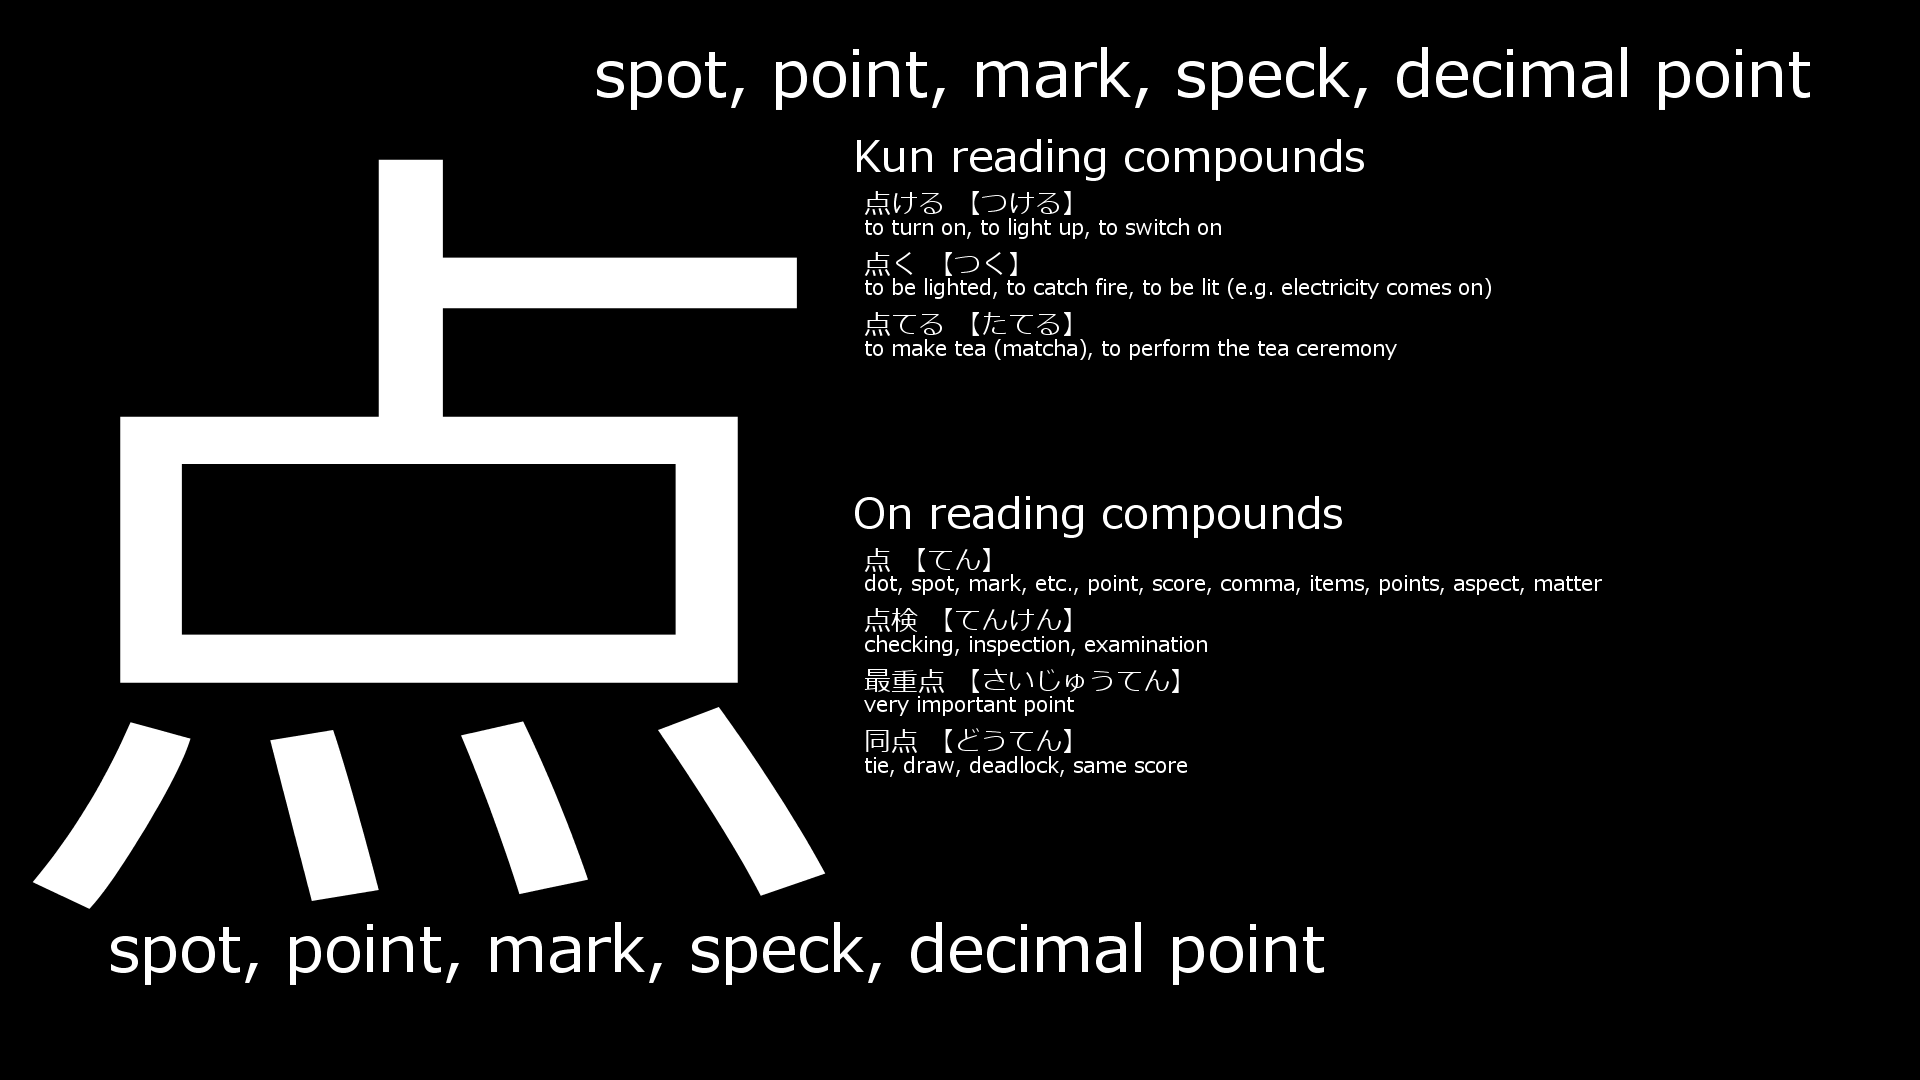 spot, point, mark, speck, decimal point
点
Kun reading compounds
点ける 【つける】
to turn on, to light up, to switch on
点く 【つく】
to be lighted, to catch fire, to be lit (e.g. electricity comes on)
点てる 【たてる】
to make tea (matcha), to perform the tea ceremony
On reading compounds
点 【てん】
dot, spot, mark, etc., point, score, comma, items, points, aspect, matter
点検 【てんけん】
checking, inspection, examination
最重点 【さいじゅうてん】
very important point
同点 【どうてん】
tie, draw, deadlock, same score
spot, point, mark, speck, decimal point